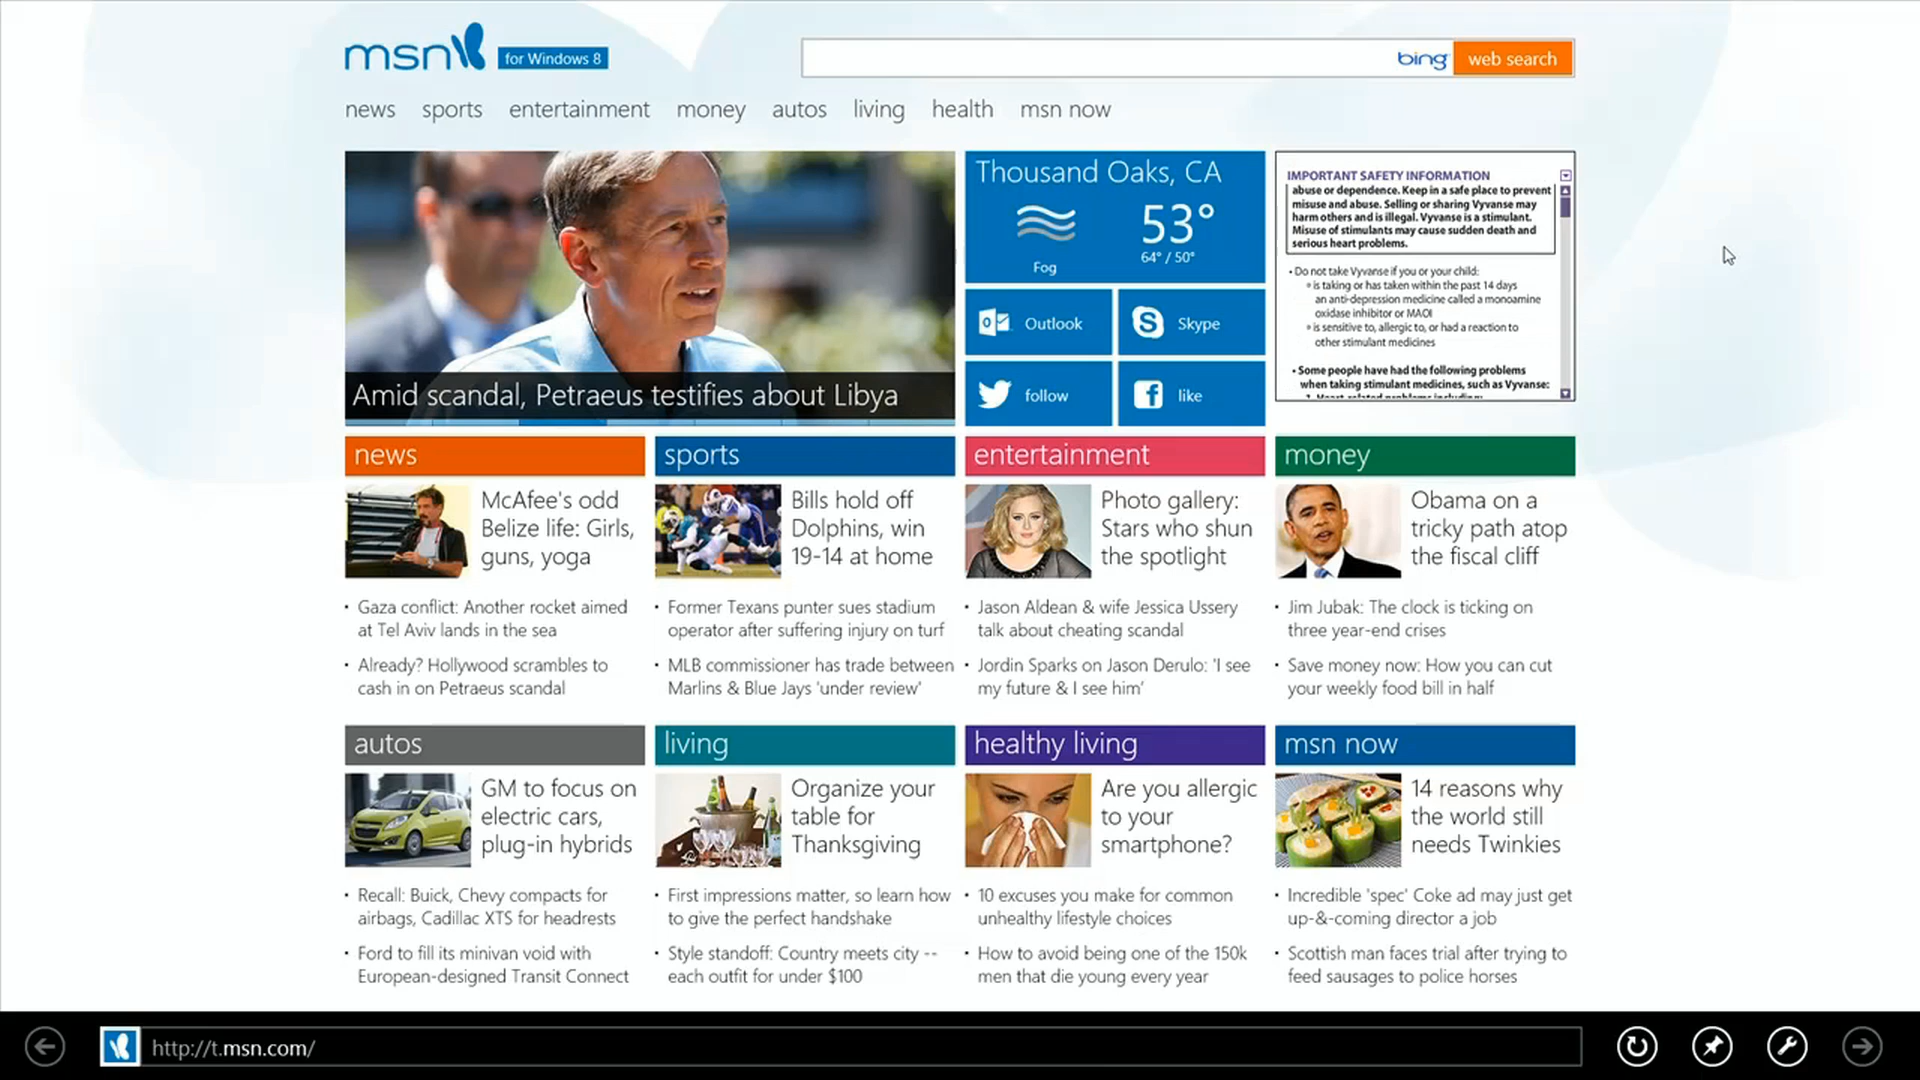 msn for Windows 8
bing web search
news sports entertainment money autos living health msn now
Amid scandal, Petraeus testifies about Libya
Thousand Oaks, CA
53°
64° / 50°
Fog
Outlook
Skype
follow
like
IMPORTANT SAFETY INFORMATION
abuse or dependence. Keep in a safe place to prevent
misuse and abuse. Selling or sharing Vyvanse may
harm others and is illegal. Vyvanse is a stimulant.
Misuse of stimulants may cause sudden death and
serious heart problems.
• Do not take Vyvanse if you or your child:
is taking or has taken within the past 14 days
an anti-depression medicine called a monoamine
oxidase inhibitor or MAOI
is sensitive to, allergic to, or had a reaction to
other stimulant medicines
• Some people have had the following problems
when taking stimulant medicines, such as Vyvanse:
1. Heart-related problems including:
news
McAfee's odd
Belize life: Girls,
guns, yoga
• Gaza conflict: Another rocket aimed
at Tel Aviv lands in the sea
• Already? Hollywood scrambles to
cash in on Petraeus scandal
sports
Bills hold off
Dolphins, win
19-14 at home
• Former Texans punter sues stadium
operator after suffering injury on turf
• MLB commissioner has trade between
Marlins & Blue Jays 'under review'
entertainment
Photo gallery:
Stars who shun
the spotlight
• Jason Aldean & wife Jessica Ussery
talk about cheating scandal
• Jordin Sparks on Jason Derulo: 'I see
my future & I see him'
money
Obama on a
tricky path atop
the fiscal cliff
• Jim Jubak: The clock is ticking on
three year-end crises
• Save money now: How you can cut
your weekly food bill in half
autos
GM to focus on
electric cars,
plug-in hybrids
• Recall: Buick, Chevy compacts for
airbags, Cadillac XTS for headrests
• Ford to fill its minivan void with
European-designed Transit Connect
living
Organize your
table for
Thanksgiving
• First impressions matter, so learn how
to give the perfect handshake
• Style standoff: Country meets city --
each outfit for under $100
healthy living
Are you allergic
to your
smartphone?
• 10 excuses you make for common
unhealthy lifestyle choices
• How to avoid being one of the 150k
men that die young every year
msn now
14 reasons why
the world still
needs Twinkies
• Incredible 'spec' Coke ad may just get
up-&-coming director a job
• Scottish man faces trial after trying to
feed sausages to police horses
http://t.msn.com/